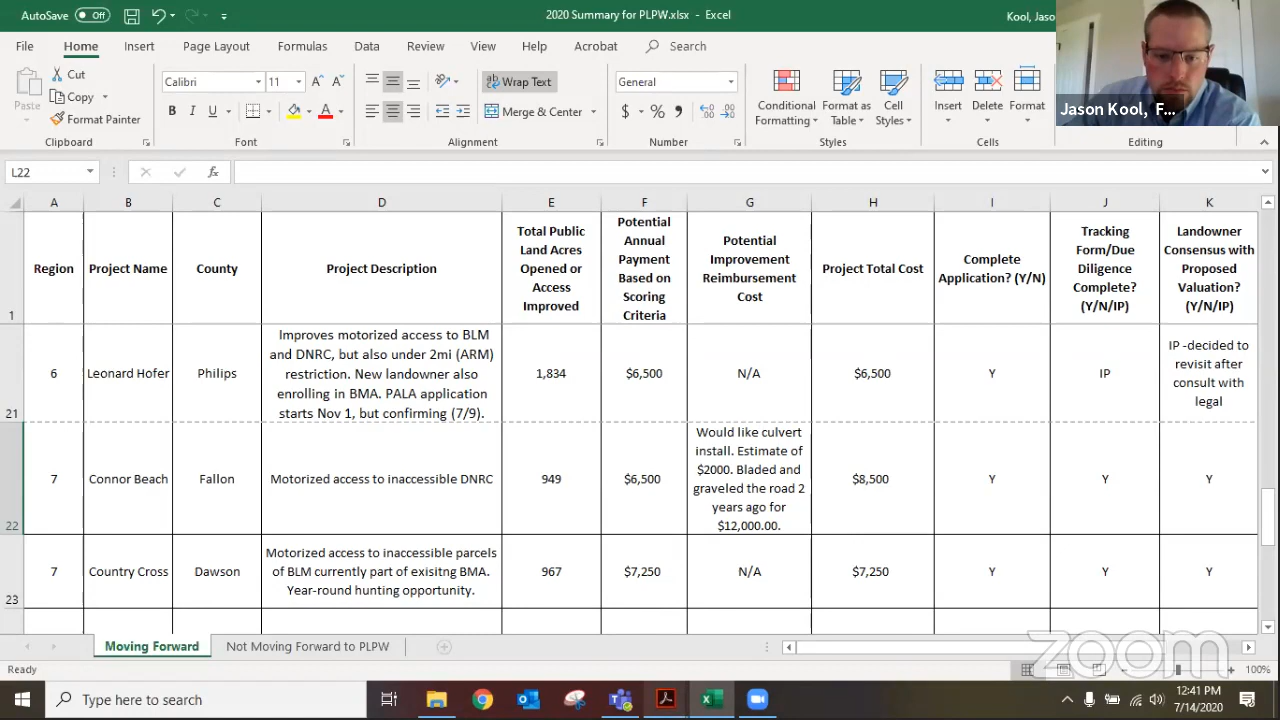 AutoSave Off 2020 Summary for PLPW.xlsx - Excel Kool, Jaso
File Home Insert Page Layout Formulas Data Review View Help Acrobat Search
Paste Cut Copy Format Painter Calibri 11 B I U A Wrap Text Merge & Center General $ % Conditional Formatting Format as Table Cell Styles Insert Delete Format
Clipboard Font Alignment Number Styles Cells Editing
Jason Kool, F...
L22 fx
A B C D E F G H I J K
1
Region
Project Name
County
Project Description
Total Public
Land Acres
Opened or
Access
Improved
Potential
Annual
Payment
Based on
Scoring
Criteria
Potential
Improvement
Reimbursement
Cost
Project Total Cost
Complete
Application? (Y/N)
Tracking
Form/Due
Diligence
Complete?
(Y/N/IP)
Landowner
Consensus with
Proposed
Valuation?
(Y/N/IP)
21
6
Leonard Hofer
Philips
Improves motorized access to BLM
and DNRC, but also under 2mi (ARM)
restriction. New landowner also
enrolling in BMA. PALA application
starts Nov 1, but confirming (7/9).
1,834
$6,500
N/A
$6,500
Y
IP
IP -decided to
revisit after
consult with
legal
22
7
Connor Beach
Fallon
Motorized access to inaccessible DNRC
949
$6,500
Would like culvert
install. Estimate of
$2000. Bladed and
graveled the road 2
years ago for
$12,000.00.
$8,500
Y
Y
Y
23
7
Country Cross
Dawson
Motorized access to inaccessible parcels
of BLM currently part of exisitng BMA.
Year-round hunting opportunity.
967
$7,250
N/A
$7,250
Y
Y
Y
Moving Forward Not Moving Forward to PLPW
Ready 100%
zoom
Type here to search
12:41 PM
7/14/2020